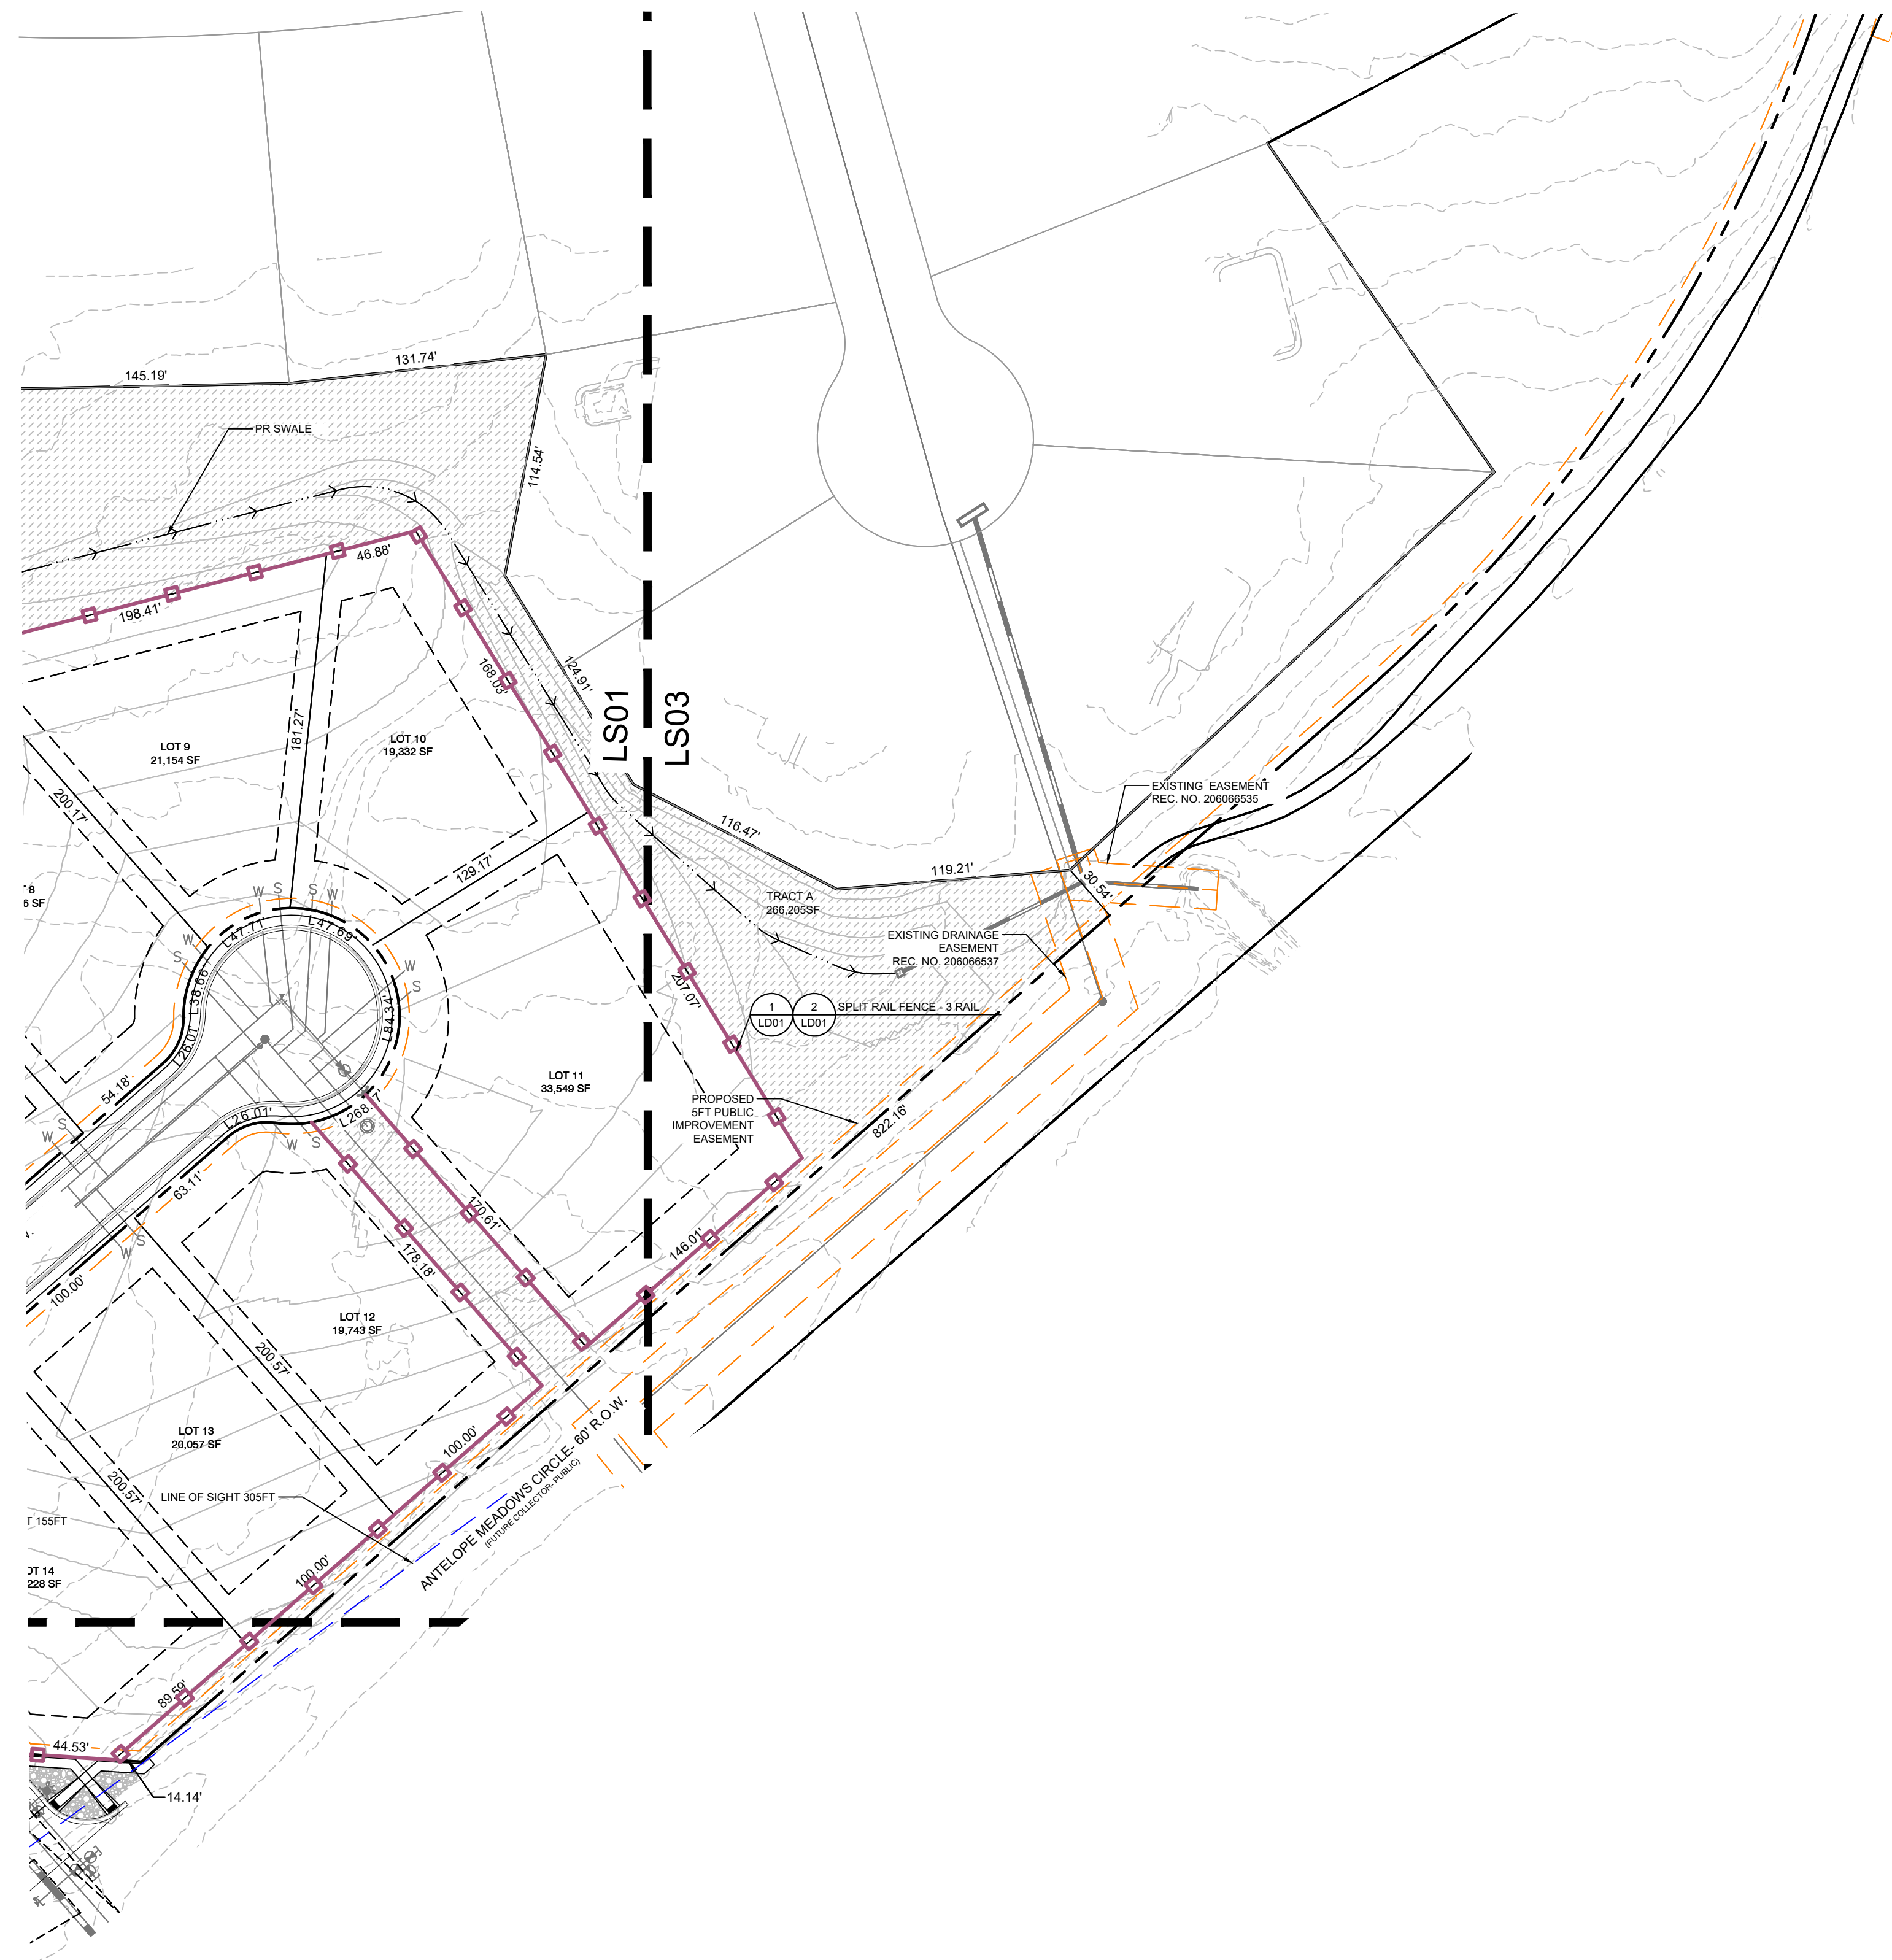 131.74'
145.19'
PR SWALE
114.54'
46.88'
198.41'
168.03'
124.91'
LS01
LS03
181.27'
LOT 10
19,332 SF
LOT 9
21,154 SF
200.17'
EXISTING  EASEMENT
REC. NO. 206066535
116.47'
129.17'
119.21'
30.54'
TRACT A
266,205SF
W
S
S
W
L47.71'
L47.69'
EXISTING DRAINAGE
EASEMENT
REC. NO. 206066537
W
S
W
S
L38.66'
207.07'
1
LD01
2
LD01
SPLIT RAIL FENCE - 3 RAIL
L84.34'
L26.01'
LOT 11
33,549 SF
54.18'
PROPOSED
5FT PUBLIC
IMPROVEMENT
EASEMENT
822.16'
L26.01'
W
S
W
S
63.11'
170.61'
178.18'
146.01'
W
S
100.00'
LOT 12
19,743 SF
200.57'
LOT 13
20,057 SF
100.00'
ANTELOPE MEADOWS CIRCLE- 60' R.O.W.
(FUTURE COLLECTOR- PUBLIC)
200.57'
LINE OF SIGHT 305FT
T 155FT
100.00'
OT 14
228 SF
89.59'
44.53'
14.14'